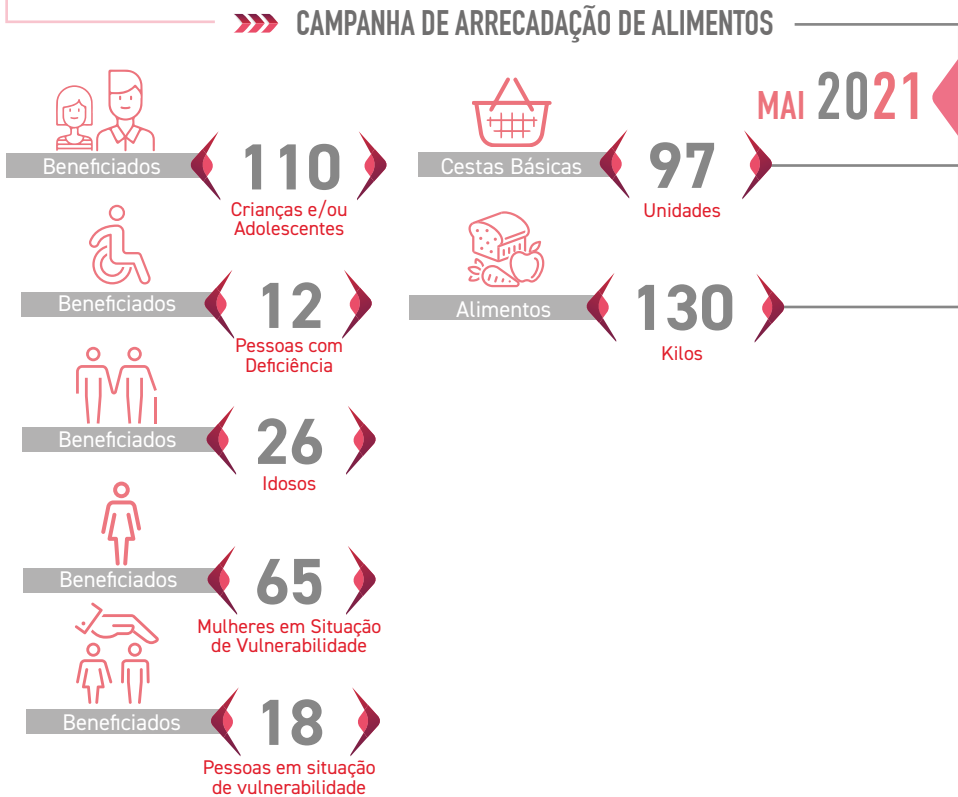 CAMPANHA DE ARRECADAÇÃO DE ALIMENTOS
MAI 2021
Beneficiados
110
Crianças e/ou
Adolescentes
Beneficiados
12
Pessoas com
Deficiência
Beneficiados
26
Idosos
Beneficiados
65
Mulheres em Situação
de Vulnerabilidade
Beneficiados
18
Pessoas em situação
de vulnerabilidade
Cestas Básicas
97
Unidades
Alimentos
130
Kilos